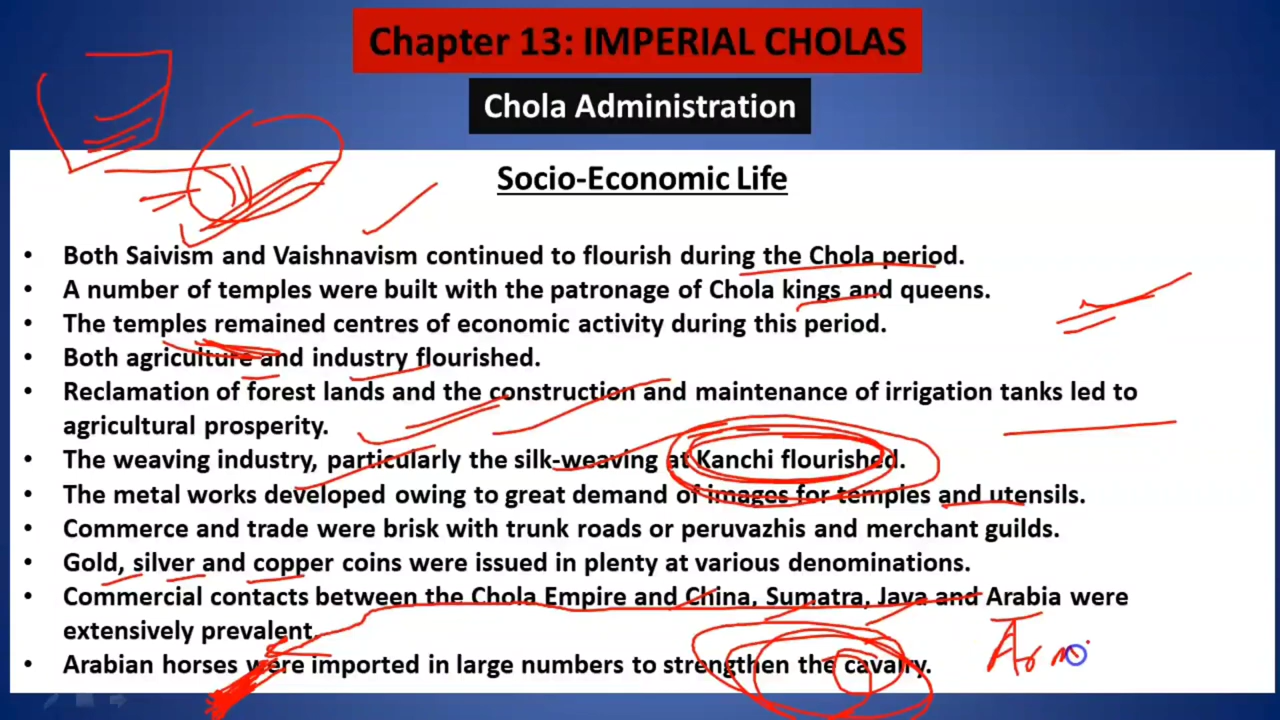 Chapter 13: IMPERIAL CHOLAS
Chola Administration
Socio-Economic Life
• Both Saivism and Vaishnavism continued to flourish during the Chola period.
• A number of temples were built with the patronage of Chola kings and queens.
• The temples remained centres of economic activity during this period.
• Both agriculture and industry flourished.
• Reclamation of forest lands and the construction and maintenance of irrigation tanks led to
agricultural prosperity.
• The weaving industry, particularly the silk-weaving at Kanchi flourished.
• The metal works developed owing to great demand of images for temples and utensils.
• Commerce and trade were brisk with trunk roads or peruvazhis and merchant guilds.
• Gold, silver and copper coins were issued in plenty at various denominations.
• Commercial contacts between the Chola Empire and China, Sumatra, Java and Arabia were
extensively prevalent.
• Arabian horses were imported in large numbers to strengthen the cavalry.